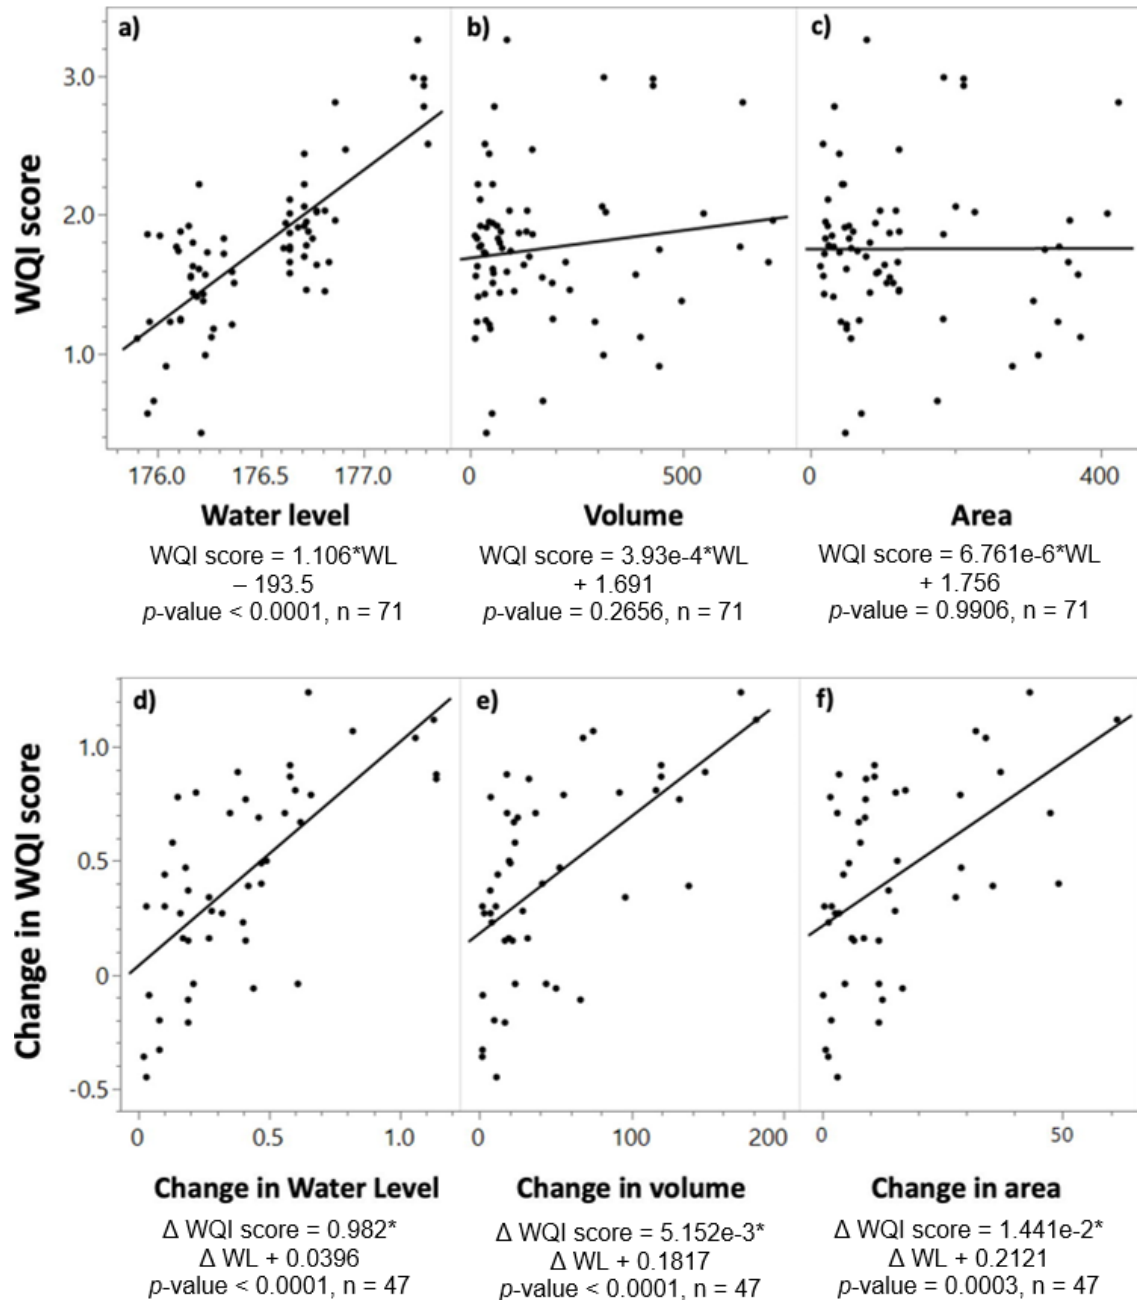 a)
b)
c)
WQI score
3.0
2.0
1.0
176.0 176.5 177.0
0 500
0 400
Water level
Volume
Area
WQI score = 1.106*WL
– 193.5
p-value < 0.0001, n = 71
WQI score = 3.93e-4*WL
+ 1.691
p-value = 0.2656, n = 71
WQI score = 6.761e-6*WL
+ 1.756
p-value = 0.9906, n = 71
d)
e)
f)
Change in WQI score
1.0
0.5
0
-0.5
0 0.5 1.0
0 100 200
0 50
Change in Water Level
Change in volume
Change in area
Δ WQI score = 0.982*
Δ WL + 0.0396
p-value < 0.0001, n = 47
Δ WQI score = 5.152e-3*
Δ WL + 0.1817
p-value < 0.0001, n = 47
Δ WQI score = 1.441e-2*
Δ WL + 0.2121
p-value = 0.0003, n = 47